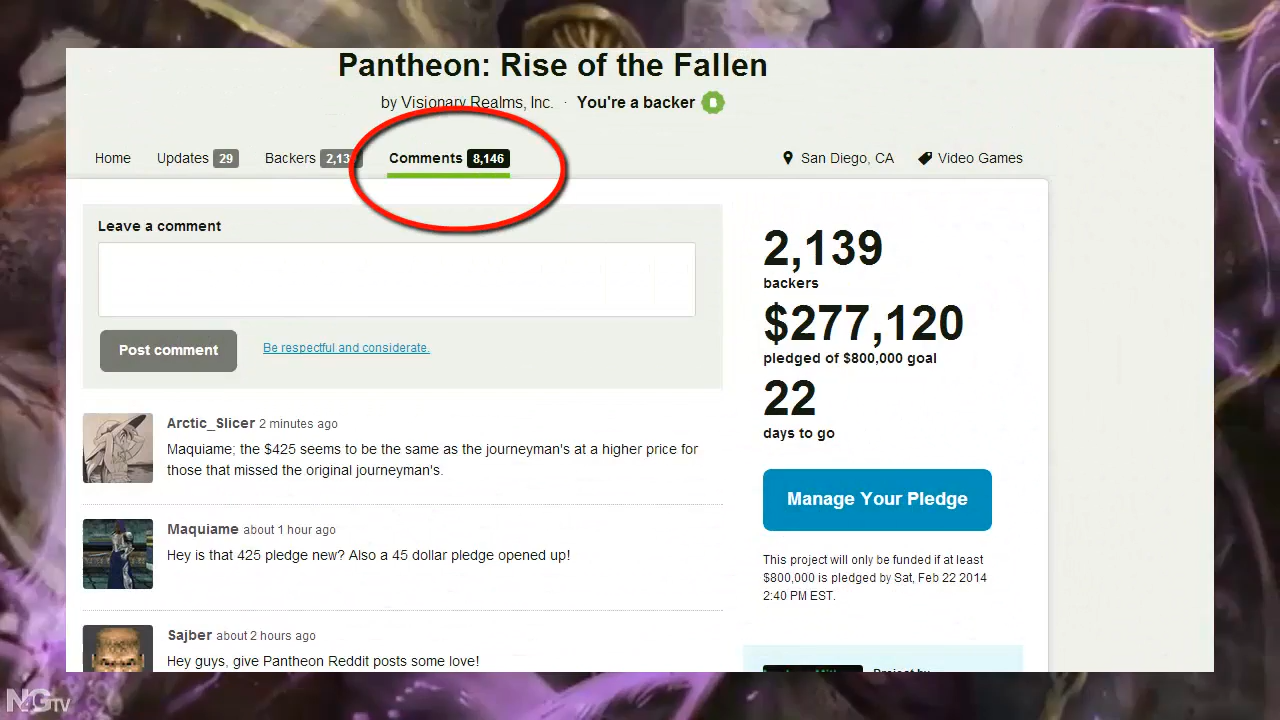 Pantheon: Rise of the Fallen
by Visionary Realms, Inc. · You're a backer
Home Updates 29 Backers 2,13 Comments 8,146 San Diego, CA Video Games
Leave a comment
Post comment Be respectful and considerate.
Arctic_Slicer 2 minutes ago
Maquiame; the $425 seems to be the same as the journeyman's at a higher price for
those that missed the original journeyman's.
Maquiame about 1 hour ago
Hey is that 425 pledge new? Also a 45 dollar pledge opened up!
Sajber about 2 hours ago
Hey guys, give Pantheon Reddit posts some love!
2,139
backers
$277,120
pledged of $800,000 goal
22
days to go
Manage Your Pledge
This project will only be funded if at least
$800,000 is pledged by Sat, Feb 22 2014
2:40 PM EST.
Project by
NGTV